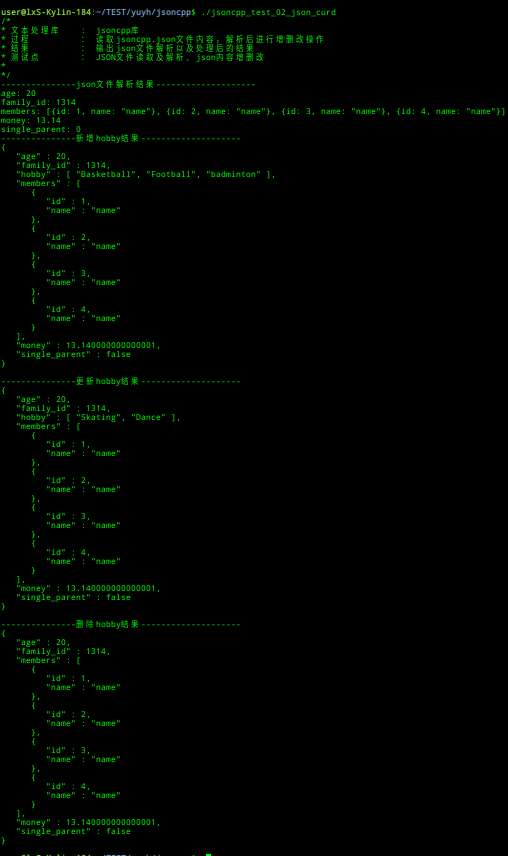 user@lxS-Kylin-184:~/TEST/yuyh/jsoncpp$ ./jsoncpp_test_02_json_curd
/*
* 文本处理库 : jsoncpp库
* 过程 : 读取jsoncpp.json文件内容，解析后进行增删改操作
* 结果 : 输出json文件解析以及处理后的结果
* 测试点 : JSON文件读取及解析、json内容增删改
*
*/
---------------json文件解析结果--------------------
age: 20
family_id: 1314
members: [{id: 1, name: "name"}, {id: 2, name: "name"}, {id: 3, name: "name"}, {id: 4, name: "name"}]
money: 13.14
single_parent: 0
---------------新增hobby结果--------------------
{
   "age" : 20,
   "family_id" : 1314,
   "hobby" : [ "Basketball", "Football", "badminton" ],
   "members" : [
      {
         "id" : 1,
         "name" : "name"
      },
      {
         "id" : 2,
         "name" : "name"
      },
      {
         "id" : 3,
         "name" : "name"
      },
      {
         "id" : 4,
         "name" : "name"
      }
   ],
   "money" : 13.140000000000001,
   "single_parent" : false
}
---------------更新hobby结果--------------------
{
   "age" : 20,
   "family_id" : 1314,
   "hobby" : [ "Skating", "Dance" ],
   "members" : [
      {
         "id" : 1,
         "name" : "name"
      },
      {
         "id" : 2,
         "name" : "name"
      },
      {
         "id" : 3,
         "name" : "name"
      },
      {
         "id" : 4,
         "name" : "name"
      }
   ],
   "money" : 13.140000000000001,
   "single_parent" : false
}
---------------删除hobby结果--------------------
{
   "age" : 20,
   "family_id" : 1314,
   "members" : [
      {
         "id" : 1,
         "name" : "name"
      },
      {
         "id" : 2,
         "name" : "name"
      },
      {
         "id" : 3,
         "name" : "name"
      },
      {
         "id" : 4,
         "name" : "name"
      }
   ],
   "money" : 13.140000000000001,
   "single_parent" : false
}